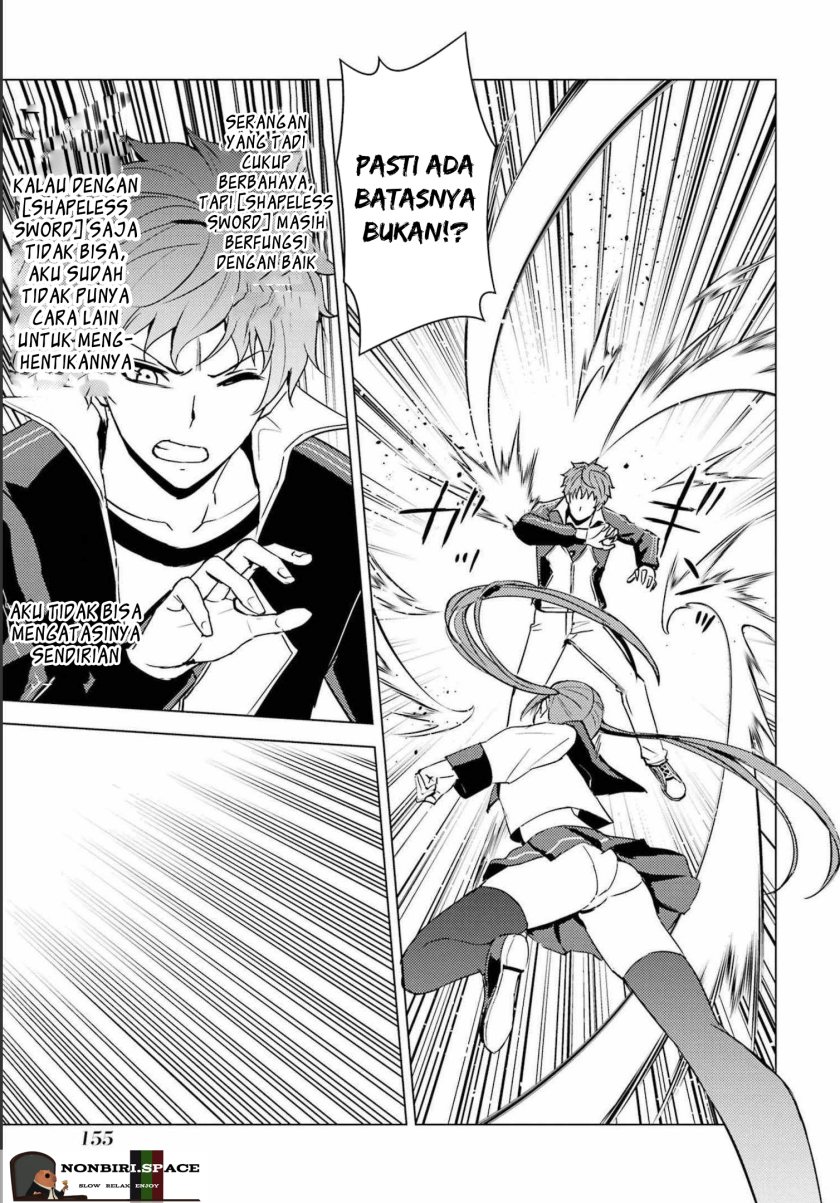 PASTI ADA
BATASNYA
BUKAN!?
SERANGAN
YANG TADI
CUKUP
BERBAHAYA,
TAPI [SHAPELESS
SWORD] MASIH
BERFUNGSI
DENGAN BAIK
KALAU DENGAN
[SHAPELESS
SWORD] SAJA
TIDAK BISA,
AKU SUDAH
TIDAK PUNYA
CARA LAIN
UNTUK MENG-
HENTIKANNYA
AKU TIDAK BISA
MENGATASINYA
SENDIRIAN
155
NONBIRI.SPACE
SLOW RELAX ENJOY